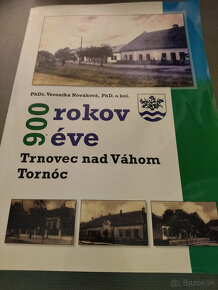 PhDr. Veronika Nováková, PhD. a kol.
900 rokov
éve
Trnovec nad Váhom
Tornóc
Bazos.sk